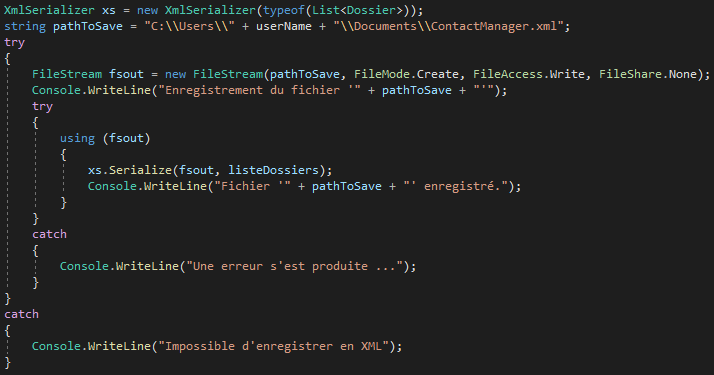 XmlSerializer xs = new XmlSerializer(typeof(List<Dossier>));
string pathToSave = "C:\\Users\\" + userName + "\\Documents\\ContactManager.xml";
try
{
FileStream fsout = new FileStream(pathToSave, FileMode.Create, FileAccess.Write, FileShare.None);
Console.WriteLine("Enregistrement du fichier '" + pathToSave + "'");
try
{
using (fsout)
{
xs.Serialize(fsout, listeDossiers);
Console.WriteLine("Fichier '" + pathToSave + "' enregistré.");
}
}
catch
{
Console.WriteLine("Une erreur s'est produite ...");
}
}
catch
{
Console.WriteLine("Impossible d'enregistrer en XML");
}